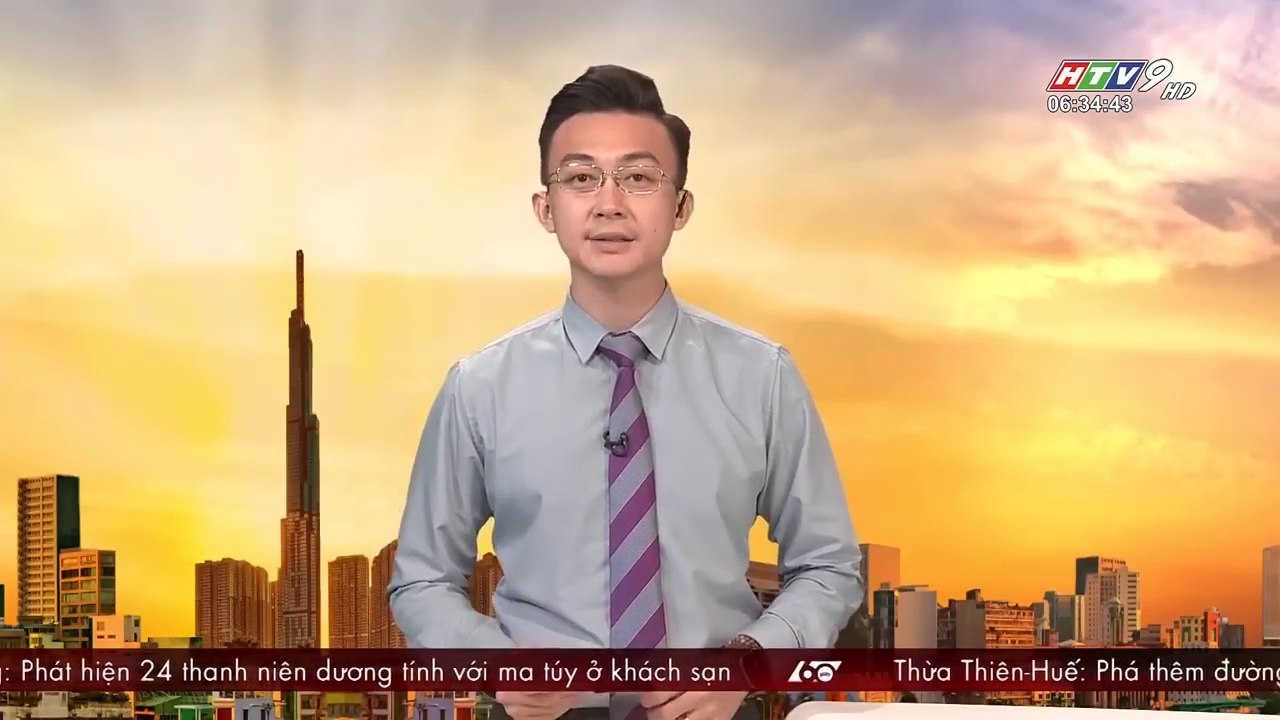 HTV9 HD
06:34:43
g: Phát hiện 24 thanh niên dương tính với ma túy ở khách sạn 60 Thừa Thiên-Huế: Phá thêm đường